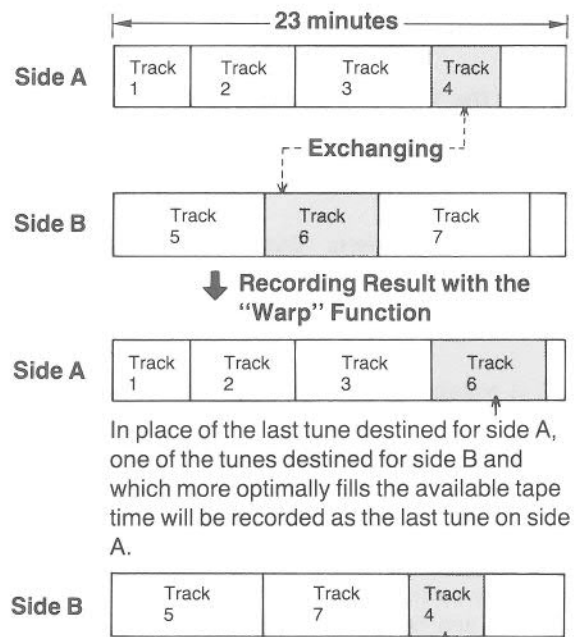 23 minutes
Side A
Track 1
Track 2
Track 3
Track 4
Exchanging
Side B
Track 5
Track 6
Track 7
Recording Result with the
“Warp” Function
Side A
Track 1
Track 2
Track 3
Track 6
In place of the last tune destined for side A,
one of the tunes destined for side B and
which more optimally fills the available tape
time will be recorded as the last tune on side
A.
Side B
Track 5
Track 7
Track 4